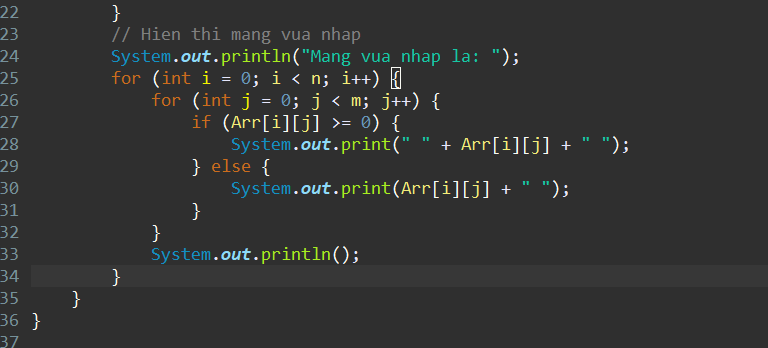 22         }
23         // Hien thi mang vua nhap
24         System.out.println("Mang vua nhap la: ");
25         for (int i = 0; i < n; i++) {
26             for (int j = 0; j < m; j++) {
27                 if (Arr[i][j] >= 0) {
28                     System.out.print(" " + Arr[i][j] + " ");
29                 } else {
30                     System.out.print(Arr[i][j] + " ");
31                 }
32             }
33             System.out.println();
34         }
35     }
36 }
37